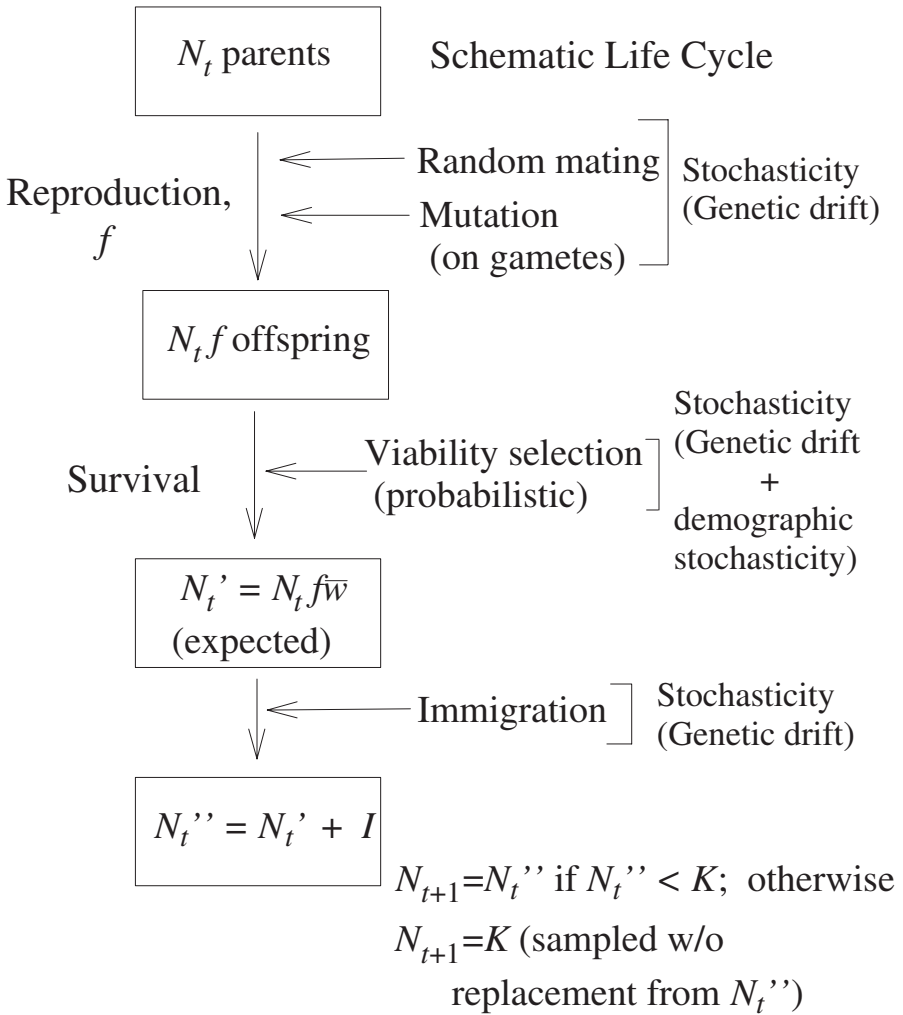 N_t parents
Schematic Life Cycle
Reproduction,
f
Random mating
Mutation
(on gametes)
Stochasticity
(Genetic drift)
N_t f offspring
Survival
Viability selection
(probabilistic)
Stochasticity
(Genetic drift
+
demographic
stochasticity)
N_t’ = N_t fw̅
(expected)
Immigration
Stochasticity
(Genetic drift)
N_t’’ = N_t’ + I
N_{t+1}=N_t’’ if N_t’’ < K; otherwise
N_{t+1}=K (sampled w/o
replacement from N_t’’)